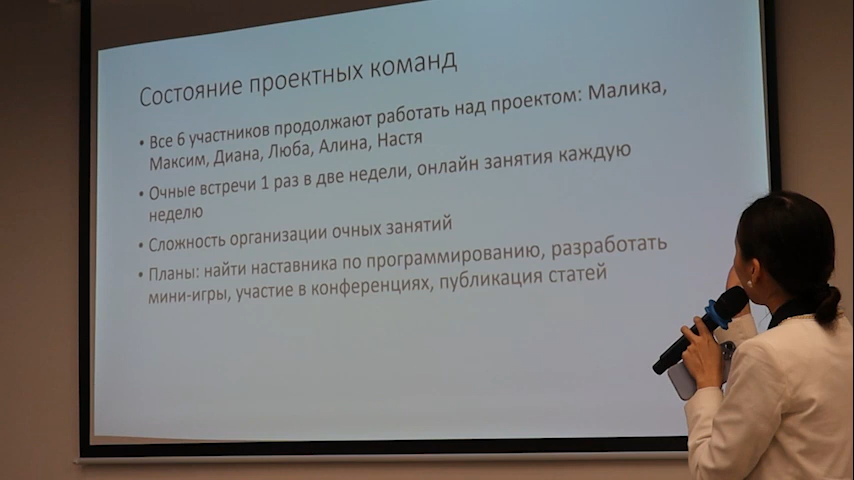 Состояние проектных команд
• Все 6 участников продолжают работать над проектом: Малика,
Максим, Диана, Люба, Алина, Настя
• Очные встречи 1 раз в две недели, онлайн занятия каждую
неделю
• Сложность организации очных занятий
• Планы: найти наставника по программированию, разработать
мини-игры, участие в конференциях, публикация статей